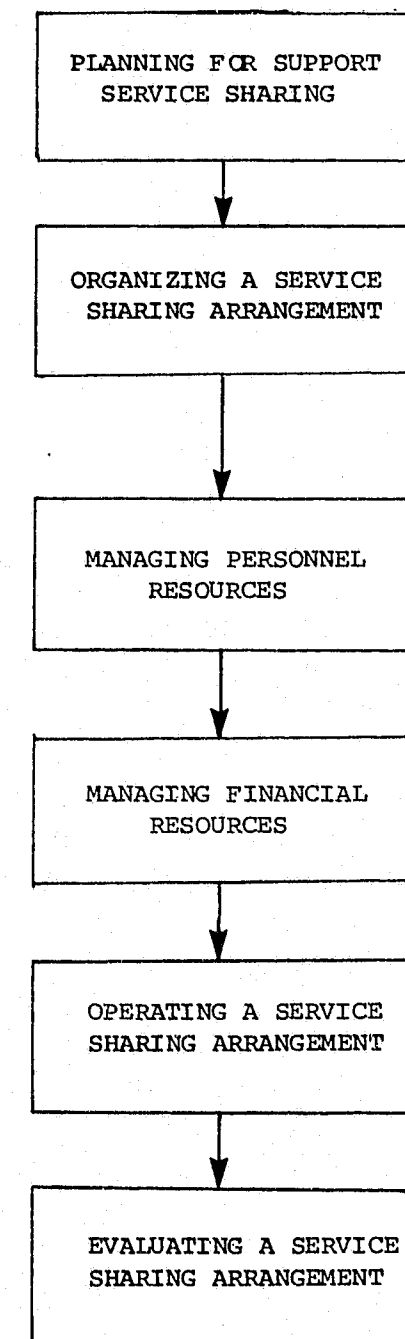 PLANNING FOR SUPPORT
SERVICE SHARING
ORGANIZING A SERVICE
SHARING ARRANGEMENT
MANAGING PERSONNEL
RESOURCES
MANAGING FINANCIAL
RESOURCES
OPERATING A SERVICE
SHARING ARRANGEMENT
EVALUATING A SERVICE
SHARING ARRANGEMENT